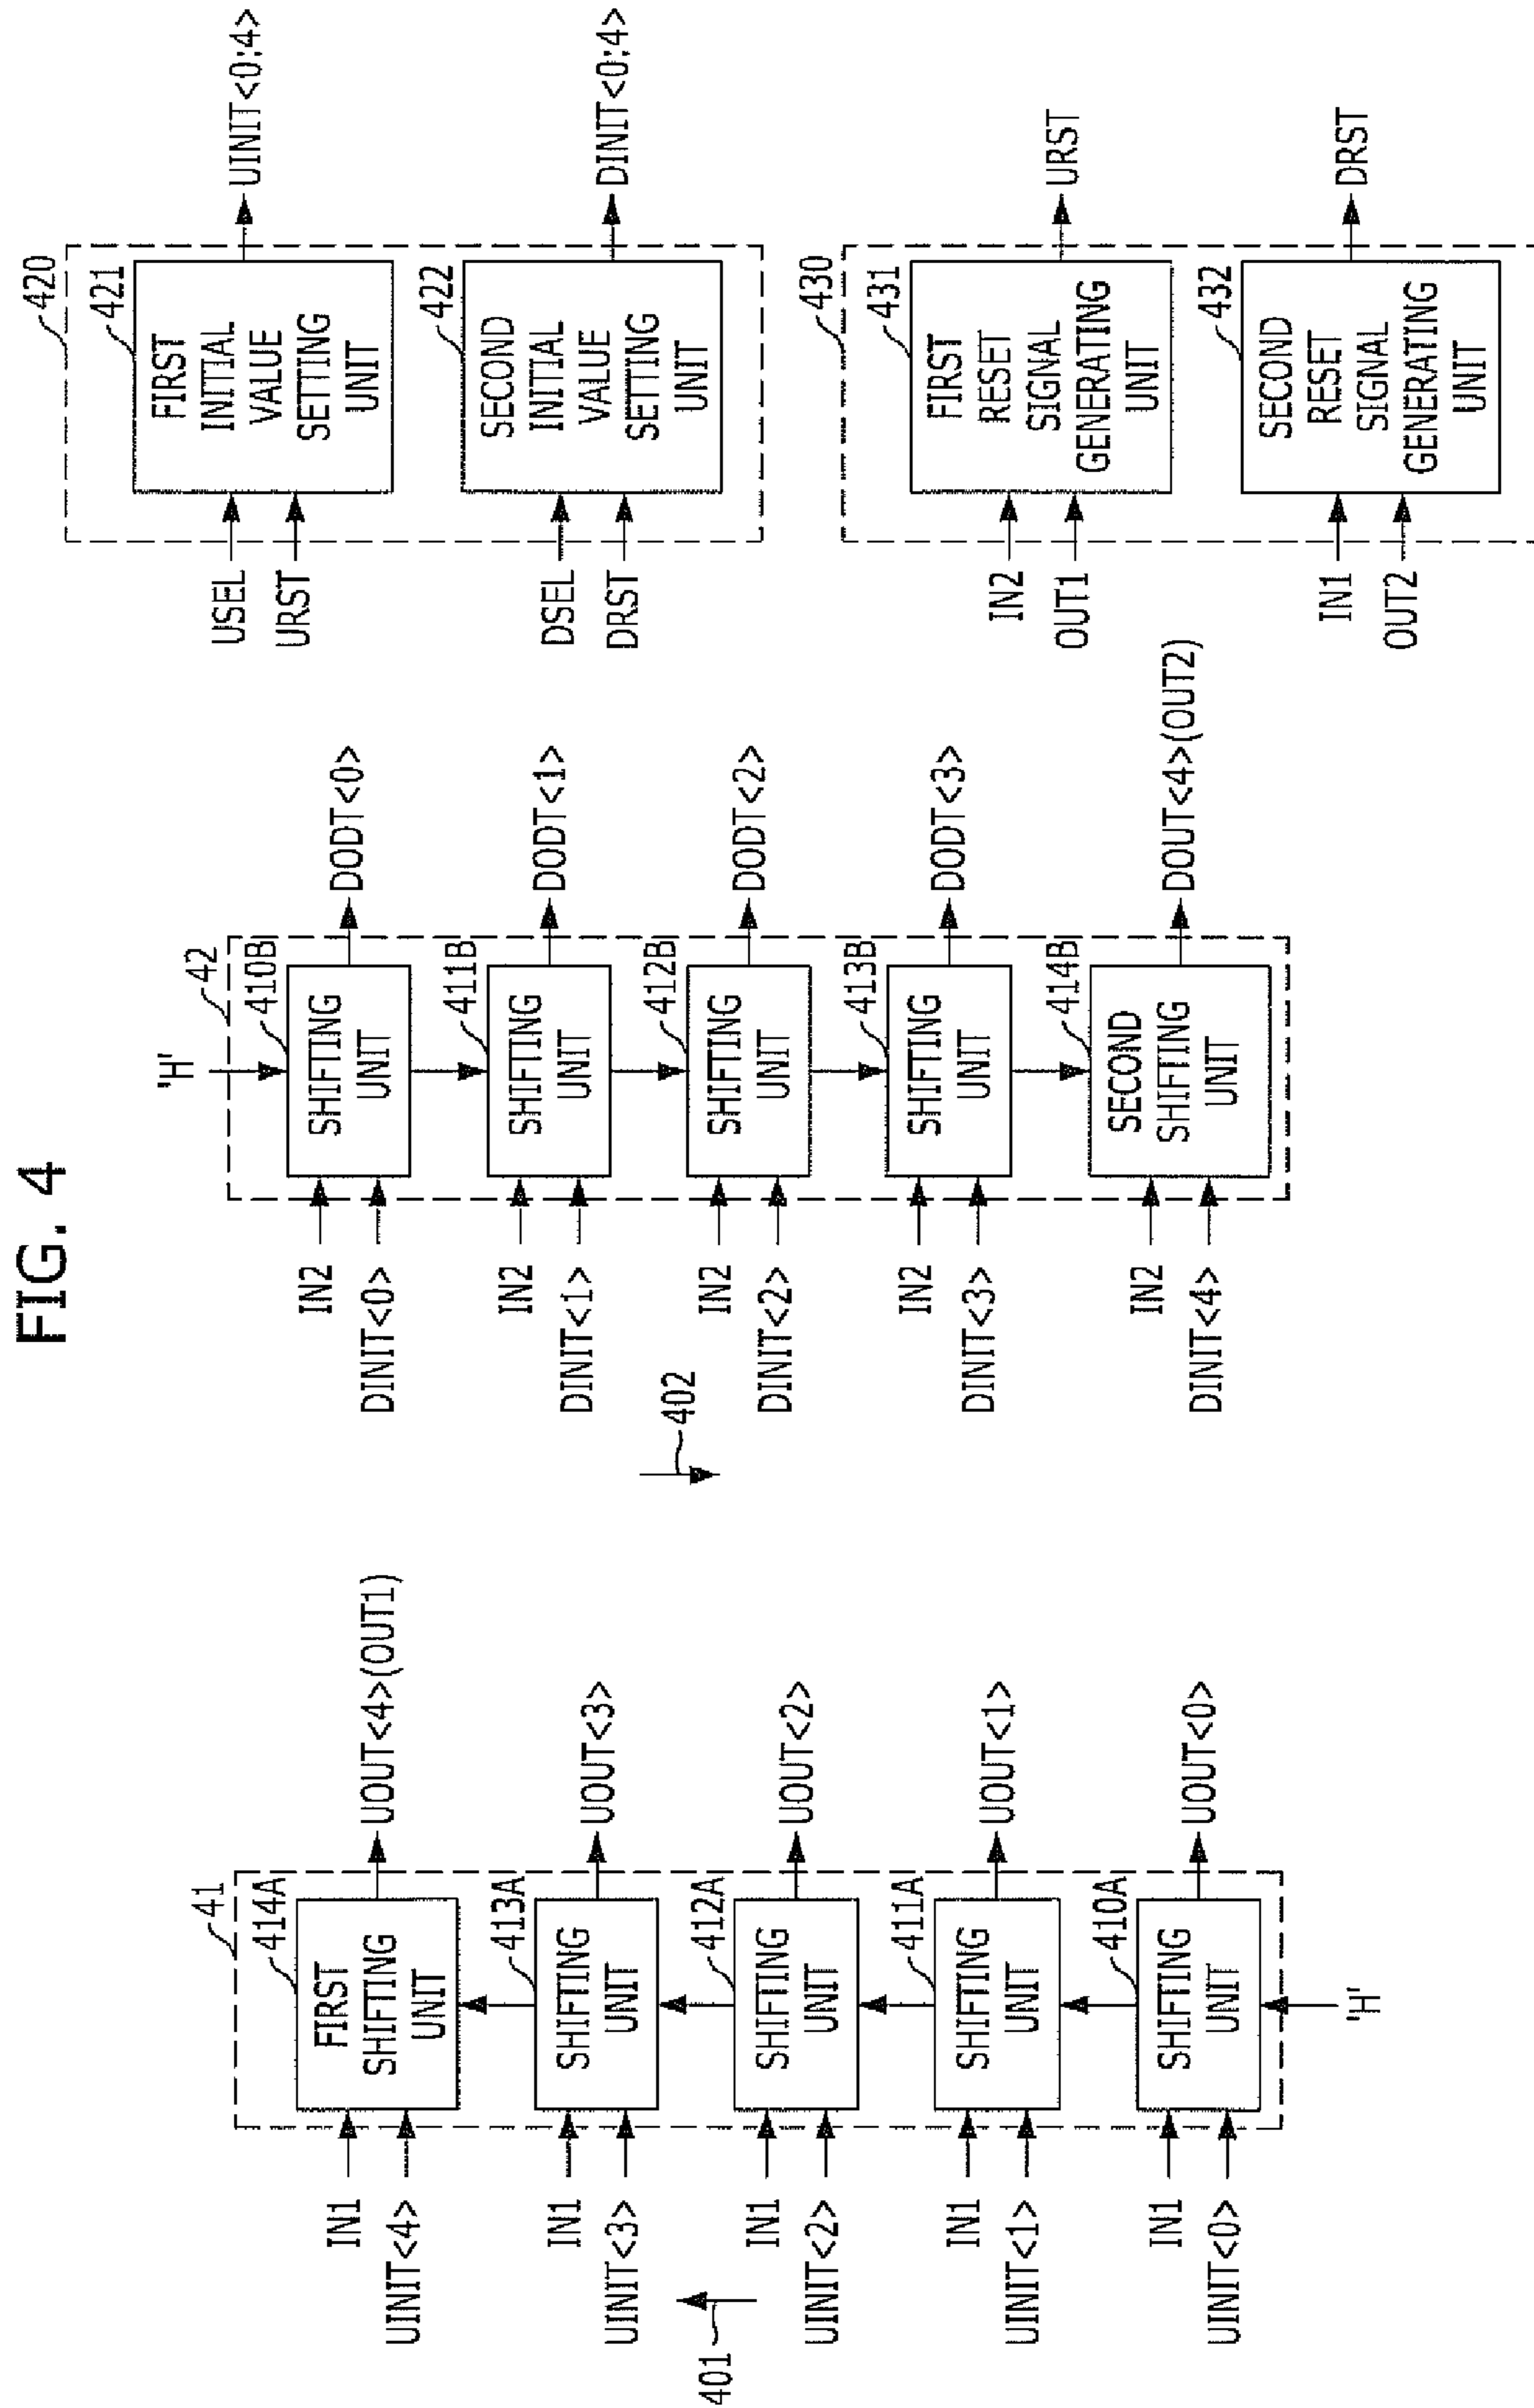 FIG. 4
41
414A
IN1
UINIT<4>
FIRST
SHIFTING
UNIT
UOUT<4>(OUT1)
413A
IN1
UINIT<3>
SHIFTING
UNIT
UOUT<3>
401
412A
IN1
UINIT<2>
SHIFTING
UNIT
UOUT<2>
411A
IN1
UINIT<1>
SHIFTING
UNIT
UOUT<1>
410A
IN1
UINIT<0>
SHIFTING
UNIT
UOUT<0>
'H'
'H'
42
410B
IN2
DINIT<0>
SHIFTING
UNIT
DODT<0>
411B
IN2
DINIT<1>
SHIFTING
UNIT
DODT<1>
402
412B
IN2
DINIT<2>
SHIFTING
UNIT
DODT<2>
413B
IN2
DINIT<3>
SHIFTING
UNIT
DODT<3>
414B
IN2
DINIT<4>
SECOND
SHIFTING
UNIT
DOUT<4>(OUT2)
420
421
USEL
URST
FIRST
INITIAL
VALUE
SETTING
UNIT
UINIT<0:4>
422
DSEL
DRST
SECOND
INITIAL
VALUE
SETTING
UNIT
DINIT<0:4>
430
431
IN2
OUT1
FIRST
RESET
SIGNAL
GENERATING
UNIT
URST
432
IN1
OUT2
SECOND
RESET
SIGNAL
GENERATING
UNIT
DRST